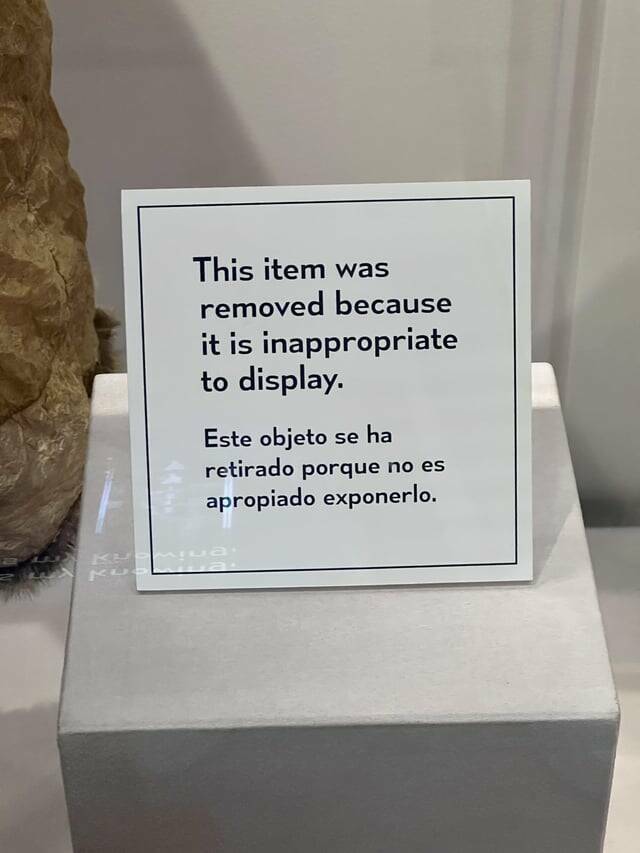 This item was
removed because
it is inappropriate
to display.
Este objeto se ha
retirado porque no es
apropiado exponerlo.